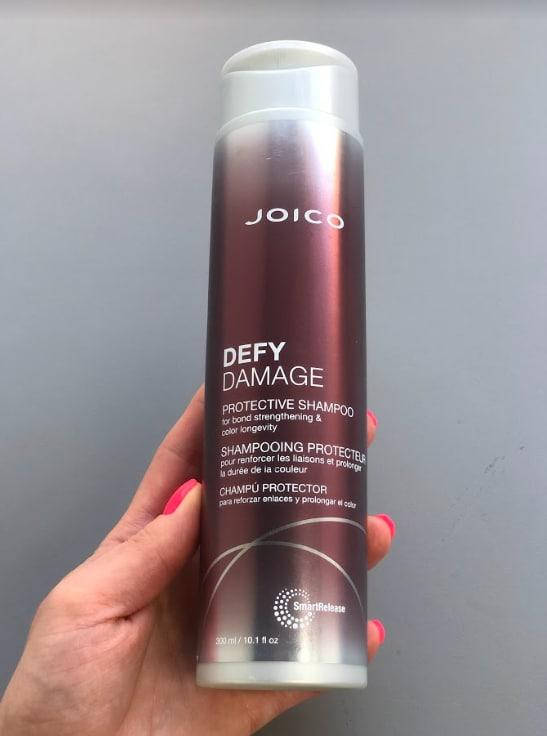 JOICO
DEFY
DAMAGE
PROTECTIVE SHAMPOO
for bond strengthening &
color longevity
SHAMPOOING PROTECTEUR
pour renforcer les liaisons et prolonger
la durée de la couleur
CHAMPÚ PROTECTOR
para reforzar enlaces y prolongar el color
SmartRelease
300 ml / 10.1 fl oz